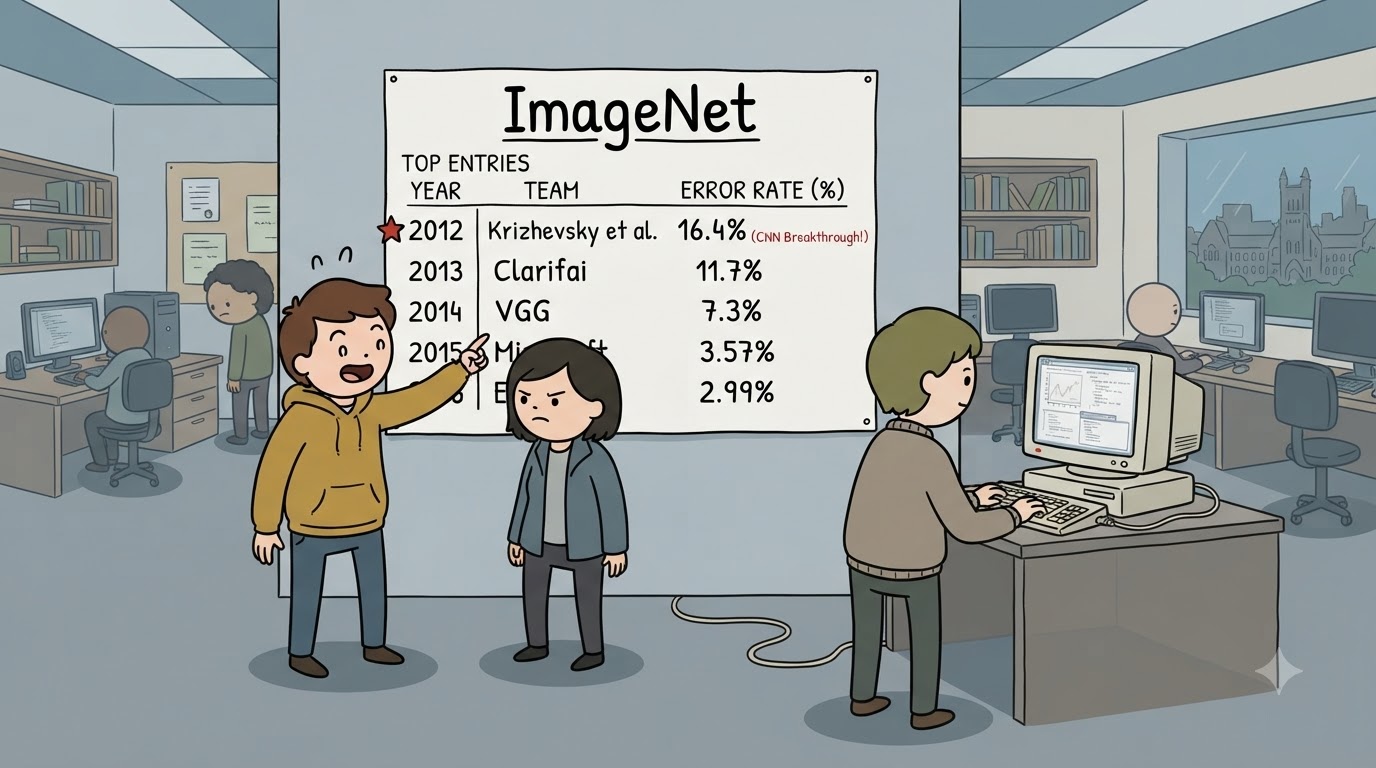 ImageNet
TOP ENTRIES
YEAR TEAM ERROR RATE (%)
2012 Krizhevsky et al. 16.4% (CNN Breakthrough!)
2013 Clarifai 11.7%
2014 VGG 7.3%
2015 3.57%
2.99%